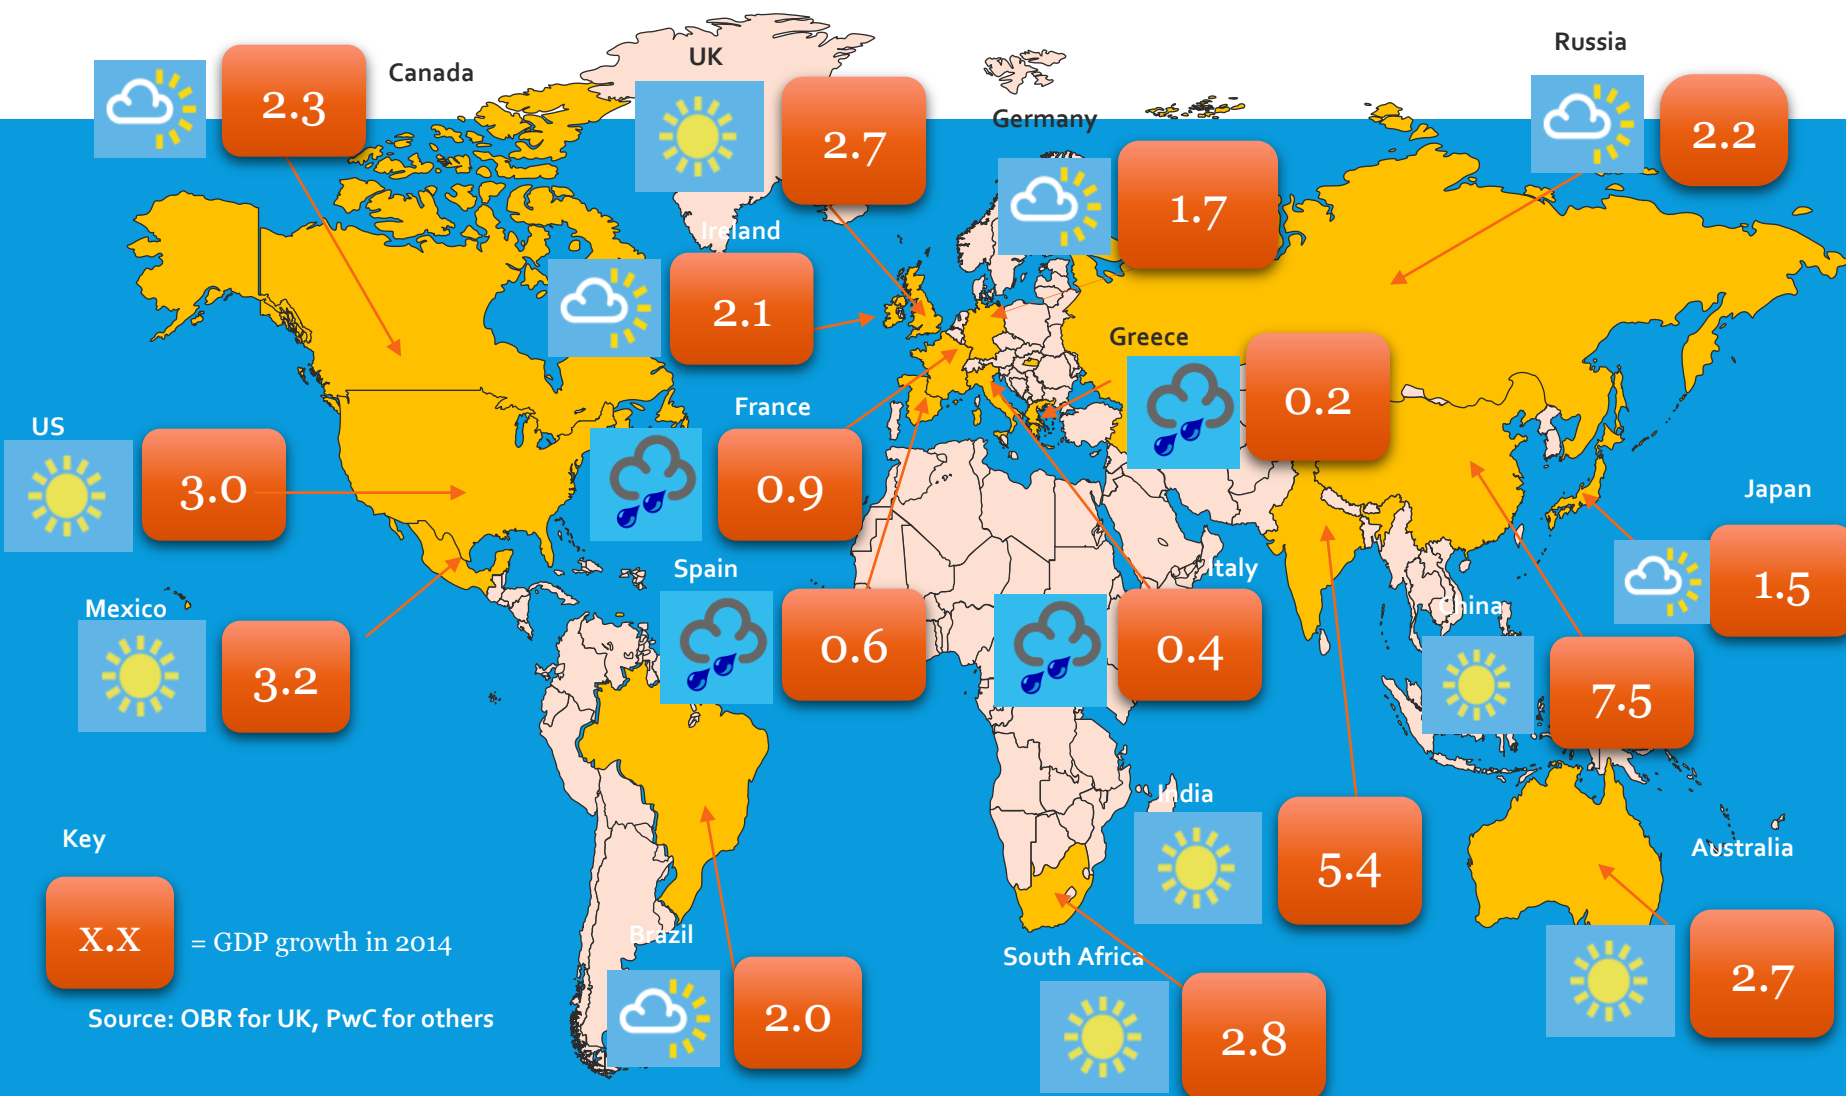 Canada
2.3
UK
2.7
Russia
2.2
Germany
1.7
Ireland
2.1
Greece
0.2
US
3.0
France
0.9
Japan
1.5
Mexico
3.2
Spain
0.6
Italy
0.4
China
7.5
India
5.4
Australia
2.7
Brazil
2.0
South Africa
2.8
Key
x.x
= GDP growth in 2014
Source: OBR for UK, PwC for others